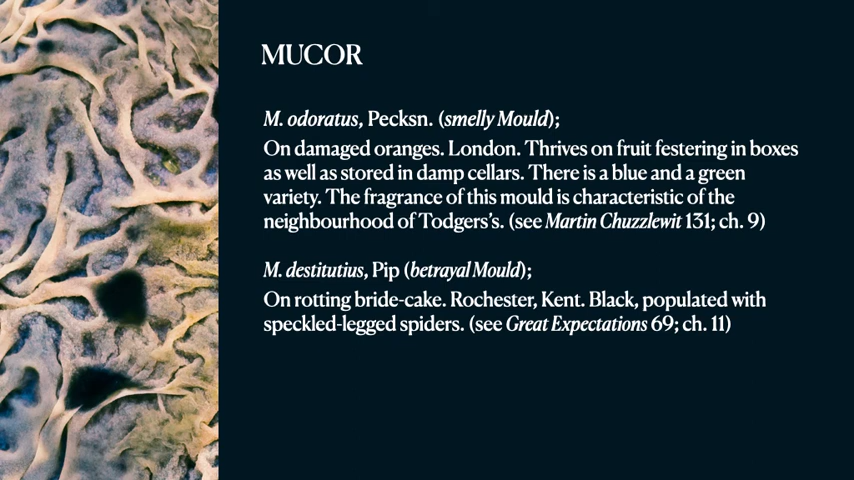 MUCOR
M. odoratus, Pecksn. (smelly Mould);
On damaged oranges. London. Thrives on fruit festering in boxes
as well as stored in damp cellars. There is a blue and a green
variety. The fragrance of this mould is characteristic of the
neighbourhood of Todgers’s. (see Martin Chuzzlewit 131; ch. 9)
M. destitutius, Pip (betrayal Mould);
On rotting bride-cake. Rochester, Kent. Black, populated with
speckled-legged spiders. (see Great Expectations 69; ch. 11)